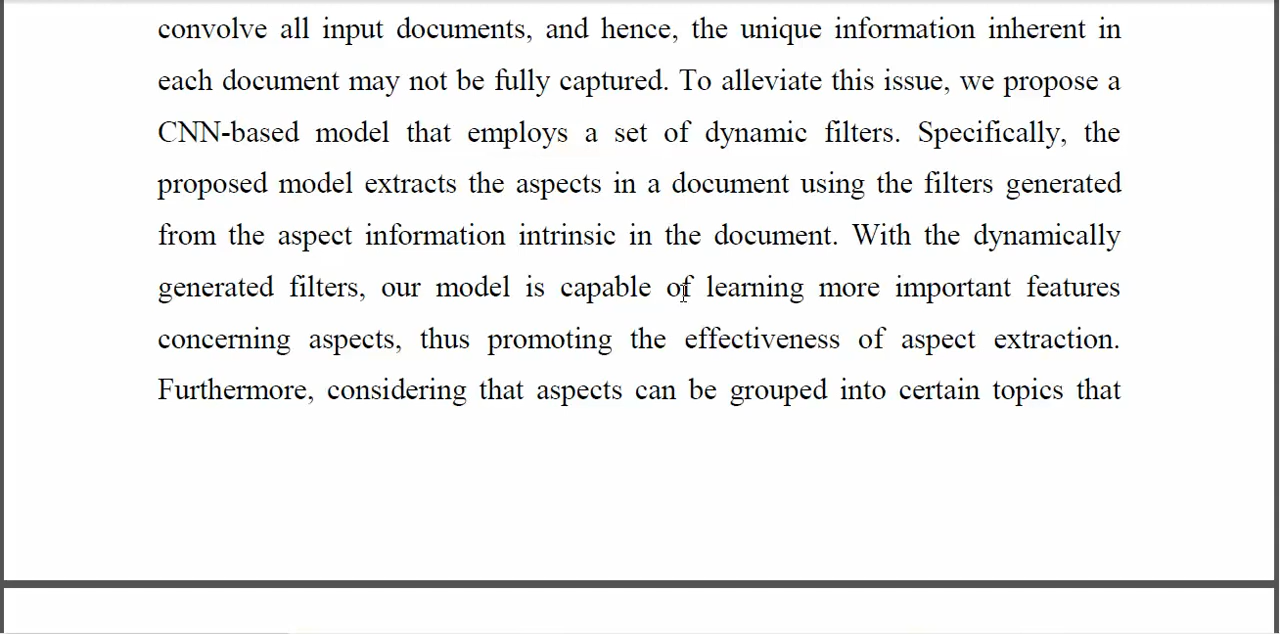 convolve all input documents, and hence, the unique information inherent in
each document may not be fully captured. To alleviate this issue, we propose a
CNN-based model that employs a set of dynamic filters. Specifically, the
proposed model extracts the aspects in a document using the filters generated
from the aspect information intrinsic in the document. With the dynamically
generated filters, our model is capable of learning more important features
concerning aspects, thus promoting the effectiveness of aspect extraction.
Furthermore, considering that aspects can be grouped into certain topics that